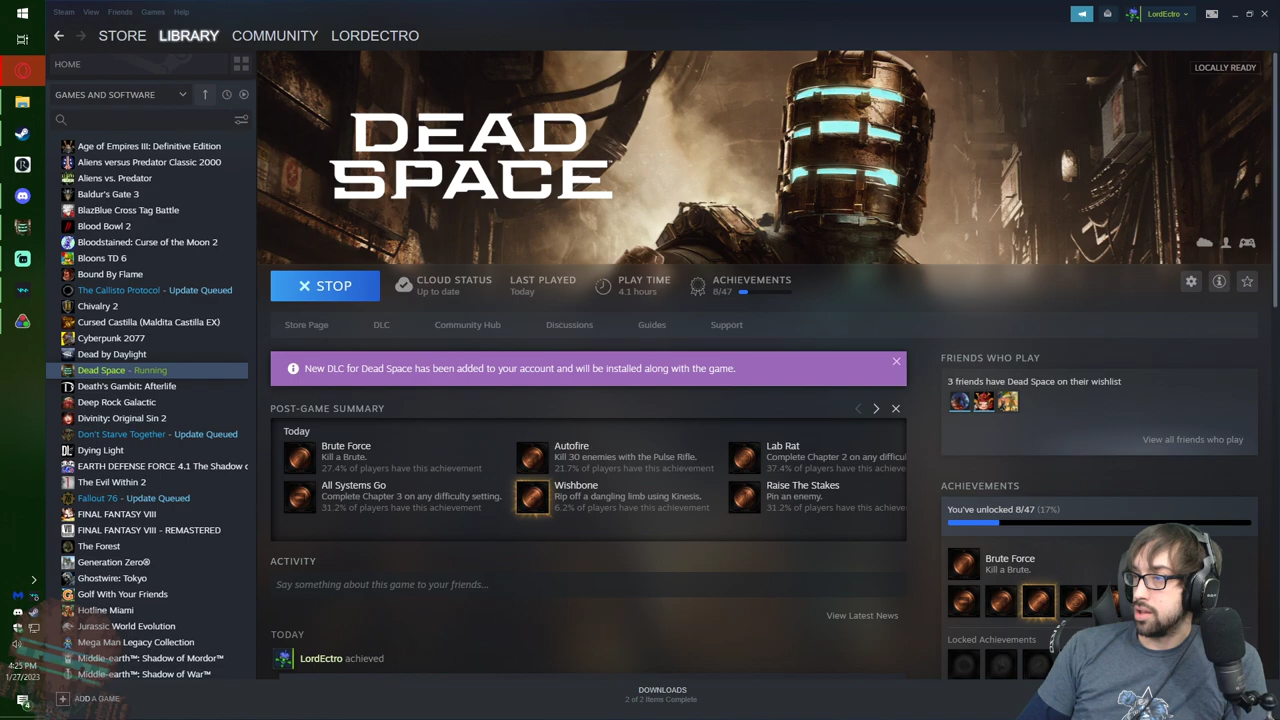 Steam View Friends Games Help
LordEctro
STORE LIBRARY COMMUNITY LORDECTRO
HOME
GAMES AND SOFTWARE
Age of Empires III: Definitive Edition
Aliens versus Predator Classic 2000
Aliens vs. Predator
Baldur's Gate 3
BlazBlue Cross Tag Battle
Blood Bowl 2
Bloodstained: Curse of the Moon 2
Bloons TD 6
Bound By Flame
The Callisto Protocol - Update Queued
Chivalry 2
Cursed Castilla (Maldita Castilla EX)
Cyberpunk 2077
Dead by Daylight
Dead Space - Running
Death's Gambit: Afterlife
Deep Rock Galactic
Divinity: Original Sin 2
Don't Starve Together - Update Queued
Dying Light
EARTH DEFENSE FORCE 4.1 The Shadow o
The Evil Within 2
Fallout 76 - Update Queued
FINAL FANTASY VIII
FINAL FANTASY VIII - REMASTERED
The Forest
Generation Zero®
Ghostwire: Tokyo
Golf With Your Friends
Hotline Miami
Jurassic World Evolution
Mega Man Legacy Collection
Middle-earth™: Shadow of Mordor™
Middle-earth™: Shadow of War™
ADD A GAME
4:25 PM
1/27/2023
4
LOCALLY READY
DEAD
SPACE
STOP
CLOUD STATUS
Up to date
LAST PLAYED
Today
PLAY TIME
4.1 hours
ACHIEVEMENTS
8/47
Store Page DLC Community Hub Discussions Guides Support
New DLC for Dead Space has been added to your account and will be installed along with the game.
POST-GAME SUMMARY
Today
Brute Force
Kill a Brute.
27.4% of players have this achievement
Autofire
Kill 30 enemies with the Pulse Rifle.
21.7% of players have this achievement
Lab Rat
Complete Chapter 2 on any difficul
37.4% of players have this achievem
All Systems Go
Complete Chapter 3 on any difficulty setting.
31.2% of players have this achievement
Wishbone
Rip off a dangling limb using Kinesis.
6.2% of players have this achievement
Raise The Stakes
Pin an enemy.
31.2% of players have this achievem
ACTIVITY
Say something about this game to your friends...
View Latest News
TODAY
LordEctro achieved
FRIENDS WHO PLAY
3 friends have Dead Space on their wishlist
View all friends who play
ACHIEVEMENTS
You've unlocked 8/47 (17%)
Brute Force
Kill a Brute.
Locked Achievements
DOWNLOADS
2 of 2 Items Complete